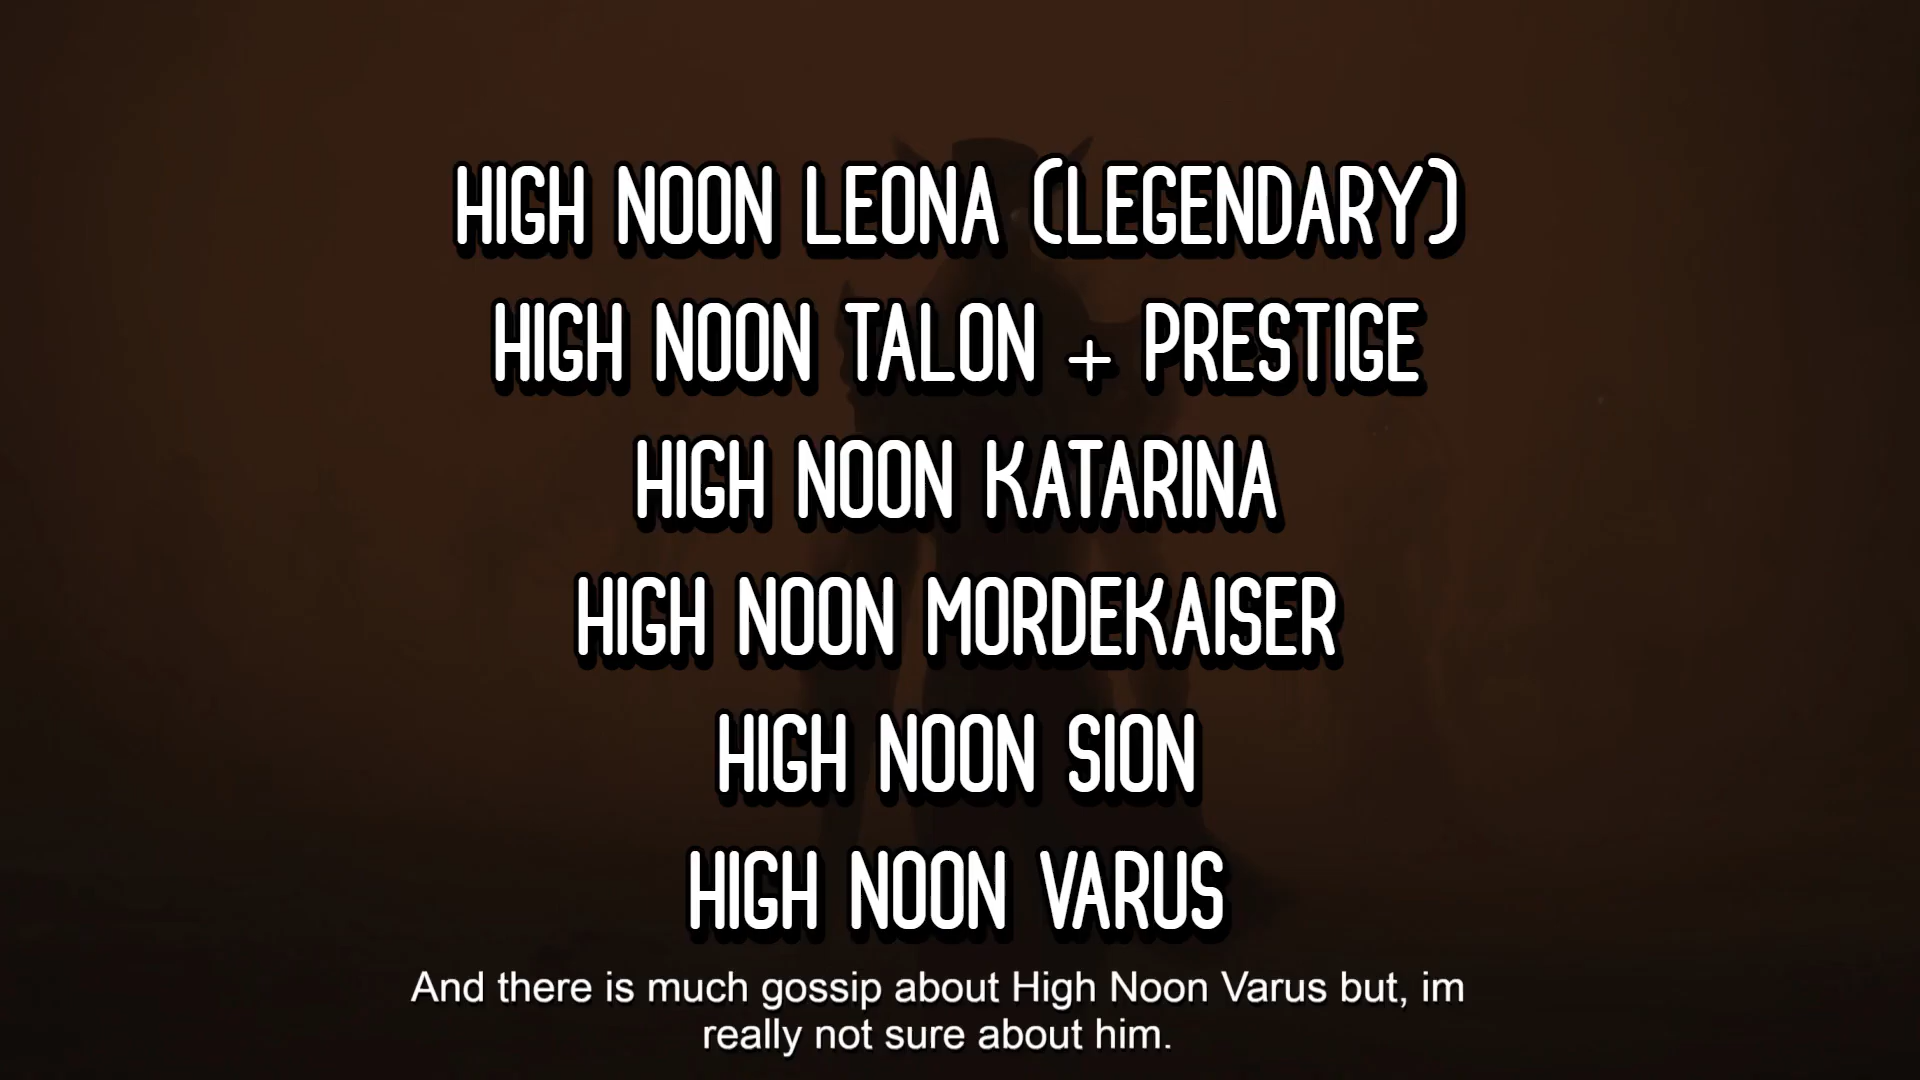 HIGH NOON LEONA (LEGENDARY)
HIGH NOON TALON + PRESTIGE
HIGH NOON KATARINA
HIGH NOON MORDEKAISER
HIGH NOON SION
HIGH NOON VARUS
And there is much gossip about High Noon Varus but, im
really not sure about him.